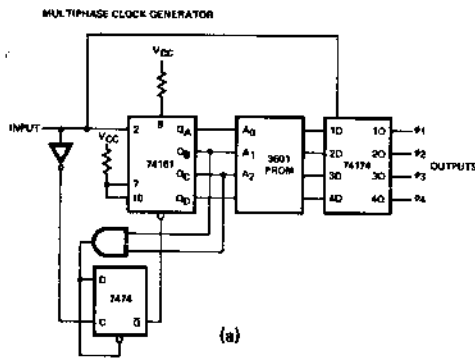 MULTIPHASE CLOCK GENERATOR
VCC
INPUT
VCC
2
7
10
74161
QA
QB
QC
QD
A0
A1
A2
3601
PROM
1D
2D
3D
4D
74174
1Q
2Q
3Q
4Q
φ1
φ2
φ3
φ4
OUTPUTS
D
7474
C
Q
(a)